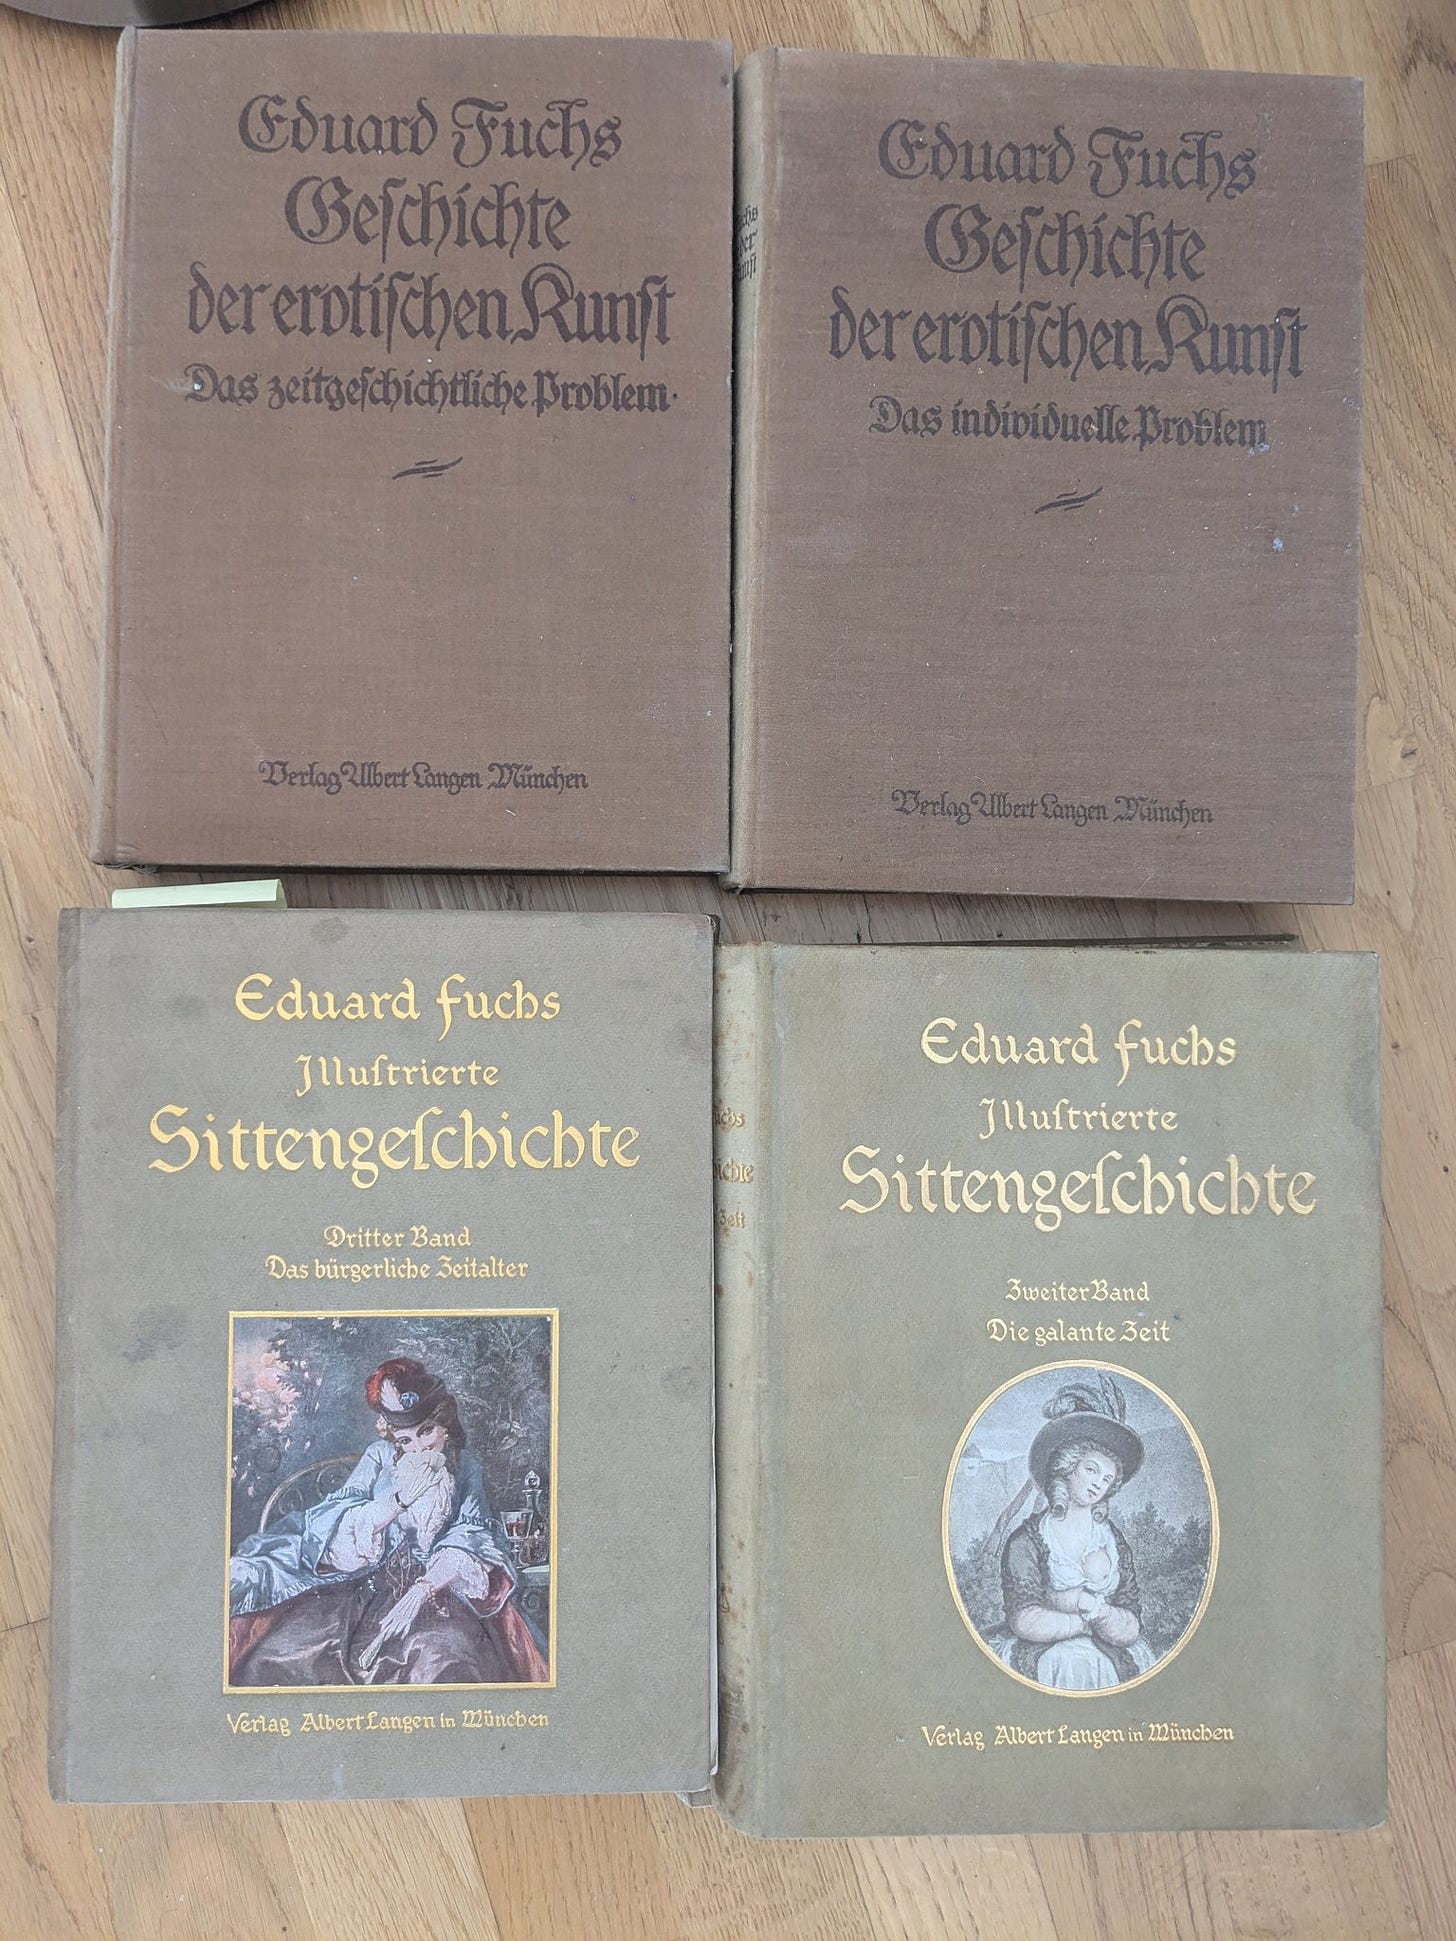 Eduard Fuchs
Geſchichte
der erotiſchen Kunſt
Das zeitgeſchichtliche Problem
Verlag Albert Langen München
Eduard Fuchs
Geſchichte
der erotiſchen Kunſt
Das individuelle Problem
Verlag Albert Langen München
Eduard Fuchs
Illuſtrierte
Sittengeſchichte
Dritter Band
Das bürgerliche Zeitalter
Verlag Albert Langen in München
Eduard Fuchs
Illuſtrierte
Sittengeſchichte
Zweiter Band
Die galante Zeit
Verlag Albert Langen in München